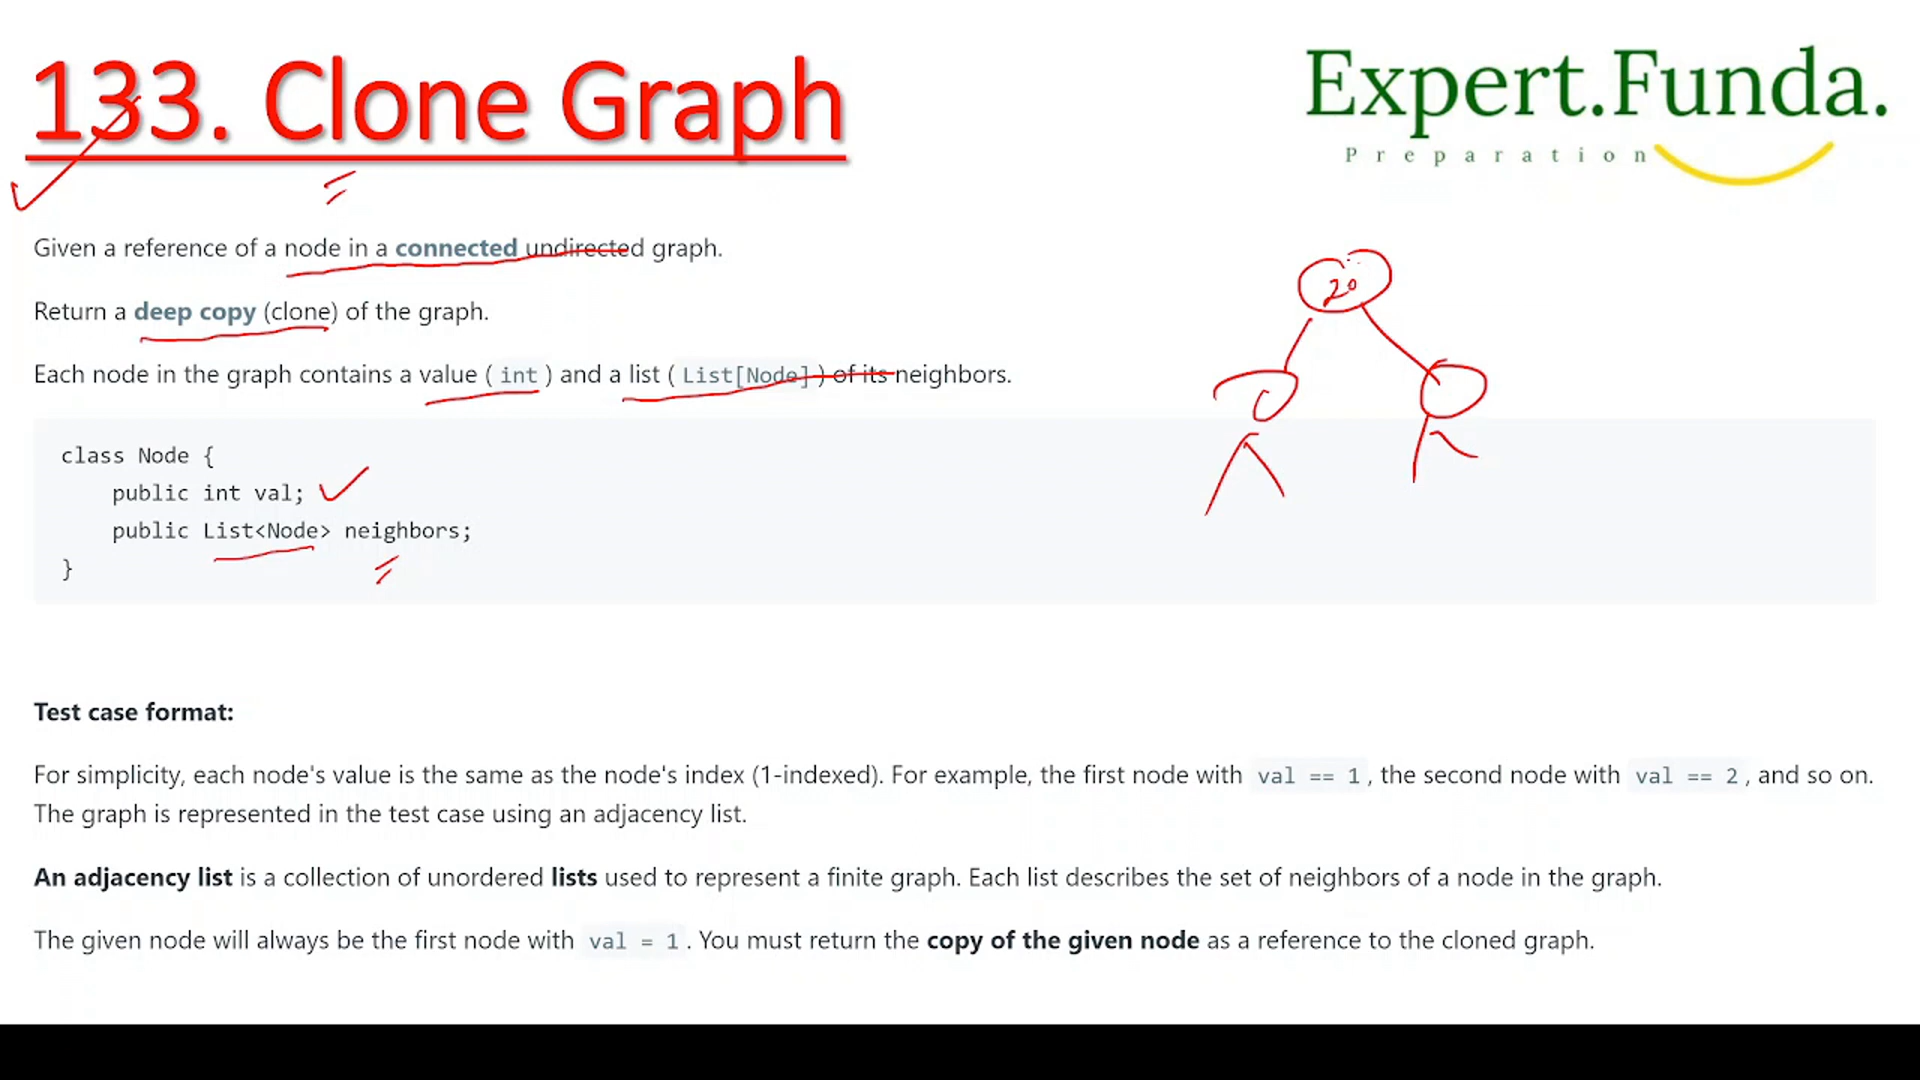 133. Clone Graph
Expert.Funda.
Preparation
Given a reference of a node in a connected undirected graph.
Return a deep copy (clone) of the graph.
Each node in the graph contains a value (int) and a list (List[Node]) of its neighbors.
class Node {
    public int val;
    public List<Node> neighbors;
}
20
Test case format:
For simplicity, each node's value is the same as the node's index (1-indexed). For example, the first node with val == 1, the second node with val == 2, and so on.
The graph is represented in the test case using an adjacency list.
An adjacency list is a collection of unordered lists used to represent a finite graph. Each list describes the set of neighbors of a node in the graph.
The given node will always be the first node with val = 1. You must return the copy of the given node as a reference to the cloned graph.